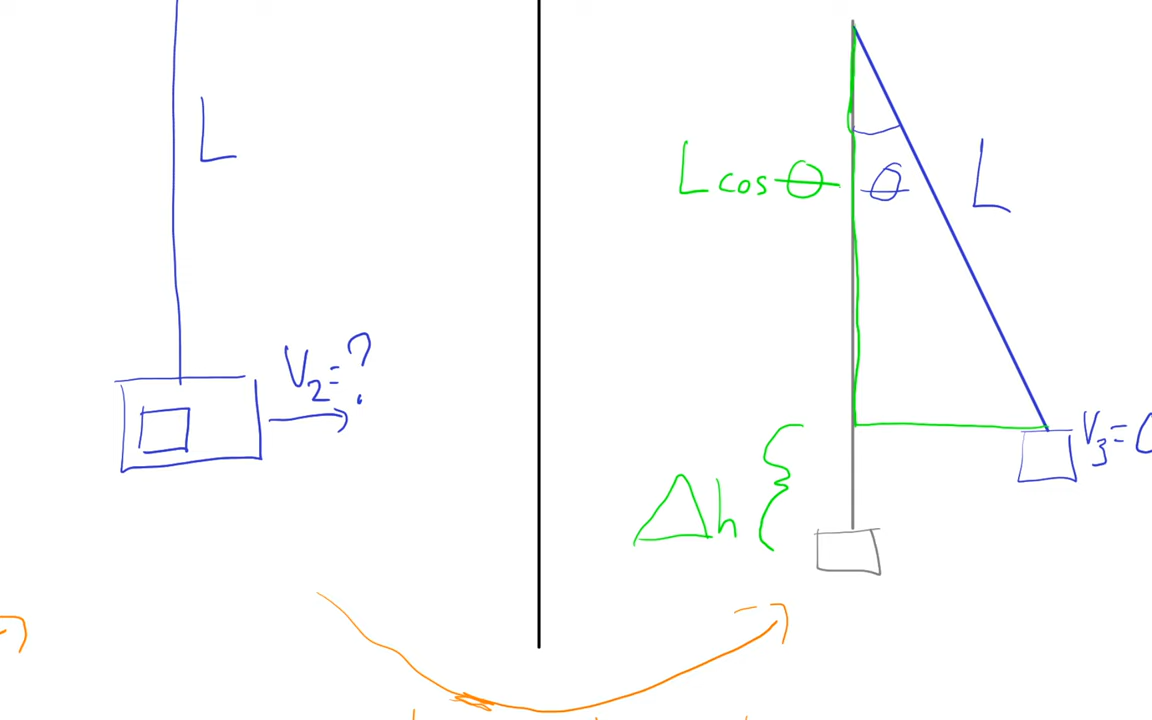 L
V₂ = ?
L cos θ
θ
L
V₃ =
Δh